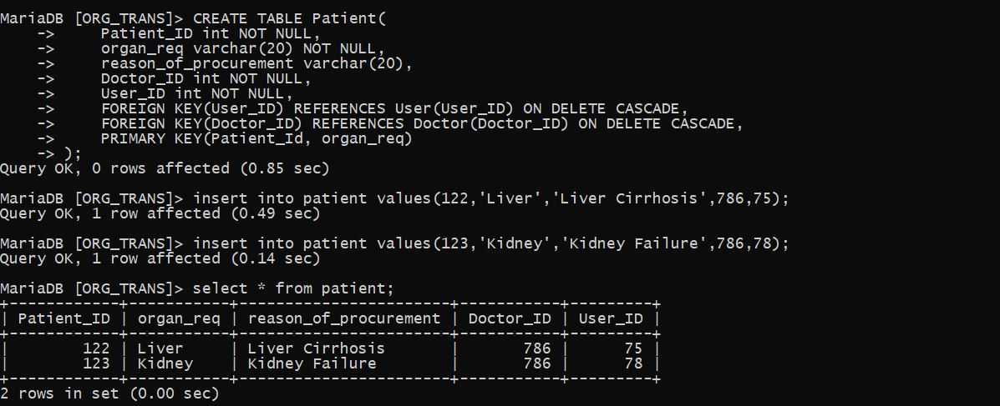 MariaDB [ORG_TRANS]> CREATE TABLE Patient(
    ->     Patient_ID int NOT NULL,
    ->     organ_req varchar(20) NOT NULL,
    ->     reason_of_procurement varchar(20),
    ->     Doctor_ID int NOT NULL,
    ->     User_ID int NOT NULL,
    ->     FOREIGN KEY(User_ID) REFERENCES User(User_ID) ON DELETE CASCADE,
    ->     FOREIGN KEY(Doctor_ID) REFERENCES Doctor(Doctor_ID) ON DELETE CASCADE,
    ->     PRIMARY KEY(Patient_Id, organ_req)
    -> );
Query OK, 0 rows affected (0.85 sec)
MariaDB [ORG_TRANS]> insert into patient values(122,'Liver','Liver Cirrhosis',786,75);
Query OK, 1 row affected (0.49 sec)
MariaDB [ORG_TRANS]> insert into patient values(123,'Kidney','Kidney Failure',786,78);
Query OK, 1 row affected (0.14 sec)
MariaDB [ORG_TRANS]> select * from patient;
+------------+-----------+-----------------------+-----------+---------+
| Patient_ID | organ_req | reason_of_procurement | Doctor_ID | User_ID |
+------------+-----------+-----------------------+-----------+---------+
|        122 | Liver     | Liver Cirrhosis       |       786 |      75 |
|        123 | Kidney    | Kidney Failure        |       786 |      78 |
+------------+-----------+-----------------------+-----------+---------+
2 rows in set (0.00 sec)